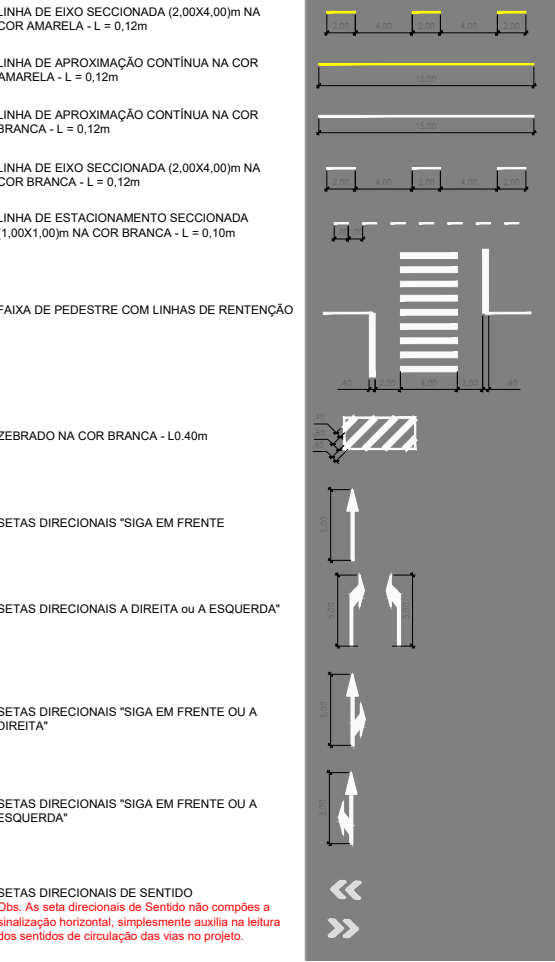 LINHA DE EIXO SECCIONADA (2,00X4,00)m NA
COR AMARELA - L = 0,12m
2,00 4,00 2,00 4,00 2,00
LINHA DE APROXIMAÇÃO CONTÍNUA NA COR
AMARELA - L = 0,12m
15,00
LINHA DE APROXIMAÇÃO CONTÍNUA NA COR
BRANCA - L = 0,12m
15,00
LINHA DE EIXO SECCIONADA (2,00X4,00)m NA
COR BRANCA - L = 0,12m
2,00 4,00 2,00 4,00 2,00
LINHA DE ESTACIONAMENTO SECCIONADA
(1,00X1,00)m NA COR BRANCA - L = 0,10m
FAIXA DE PEDESTRE COM LINHAS DE RENTENÇÃO
.40 2,00 4,00 2,00 .40
ZEBRADO NA COR BRANCA - L0.40m
.40
.60
.40
SETAS DIRECIONAIS "SIGA EM FRENTE
5,00
SETAS DIRECIONAIS A DIREITA ou A ESQUERDA"
5,00 5,00
SETAS DIRECIONAIS "SIGA EM FRENTE OU A
DIREITA"
5,00
SETAS DIRECIONAIS "SIGA EM FRENTE OU A
ESQUERDA"
5,00
SETAS DIRECIONAIS DE SENTIDO
Obs. As seta direcionais de Sentido não compões a
sinalização horizontal, simplesmente auxilia na leitura
dos sentidos de circulação das vias no projeto.